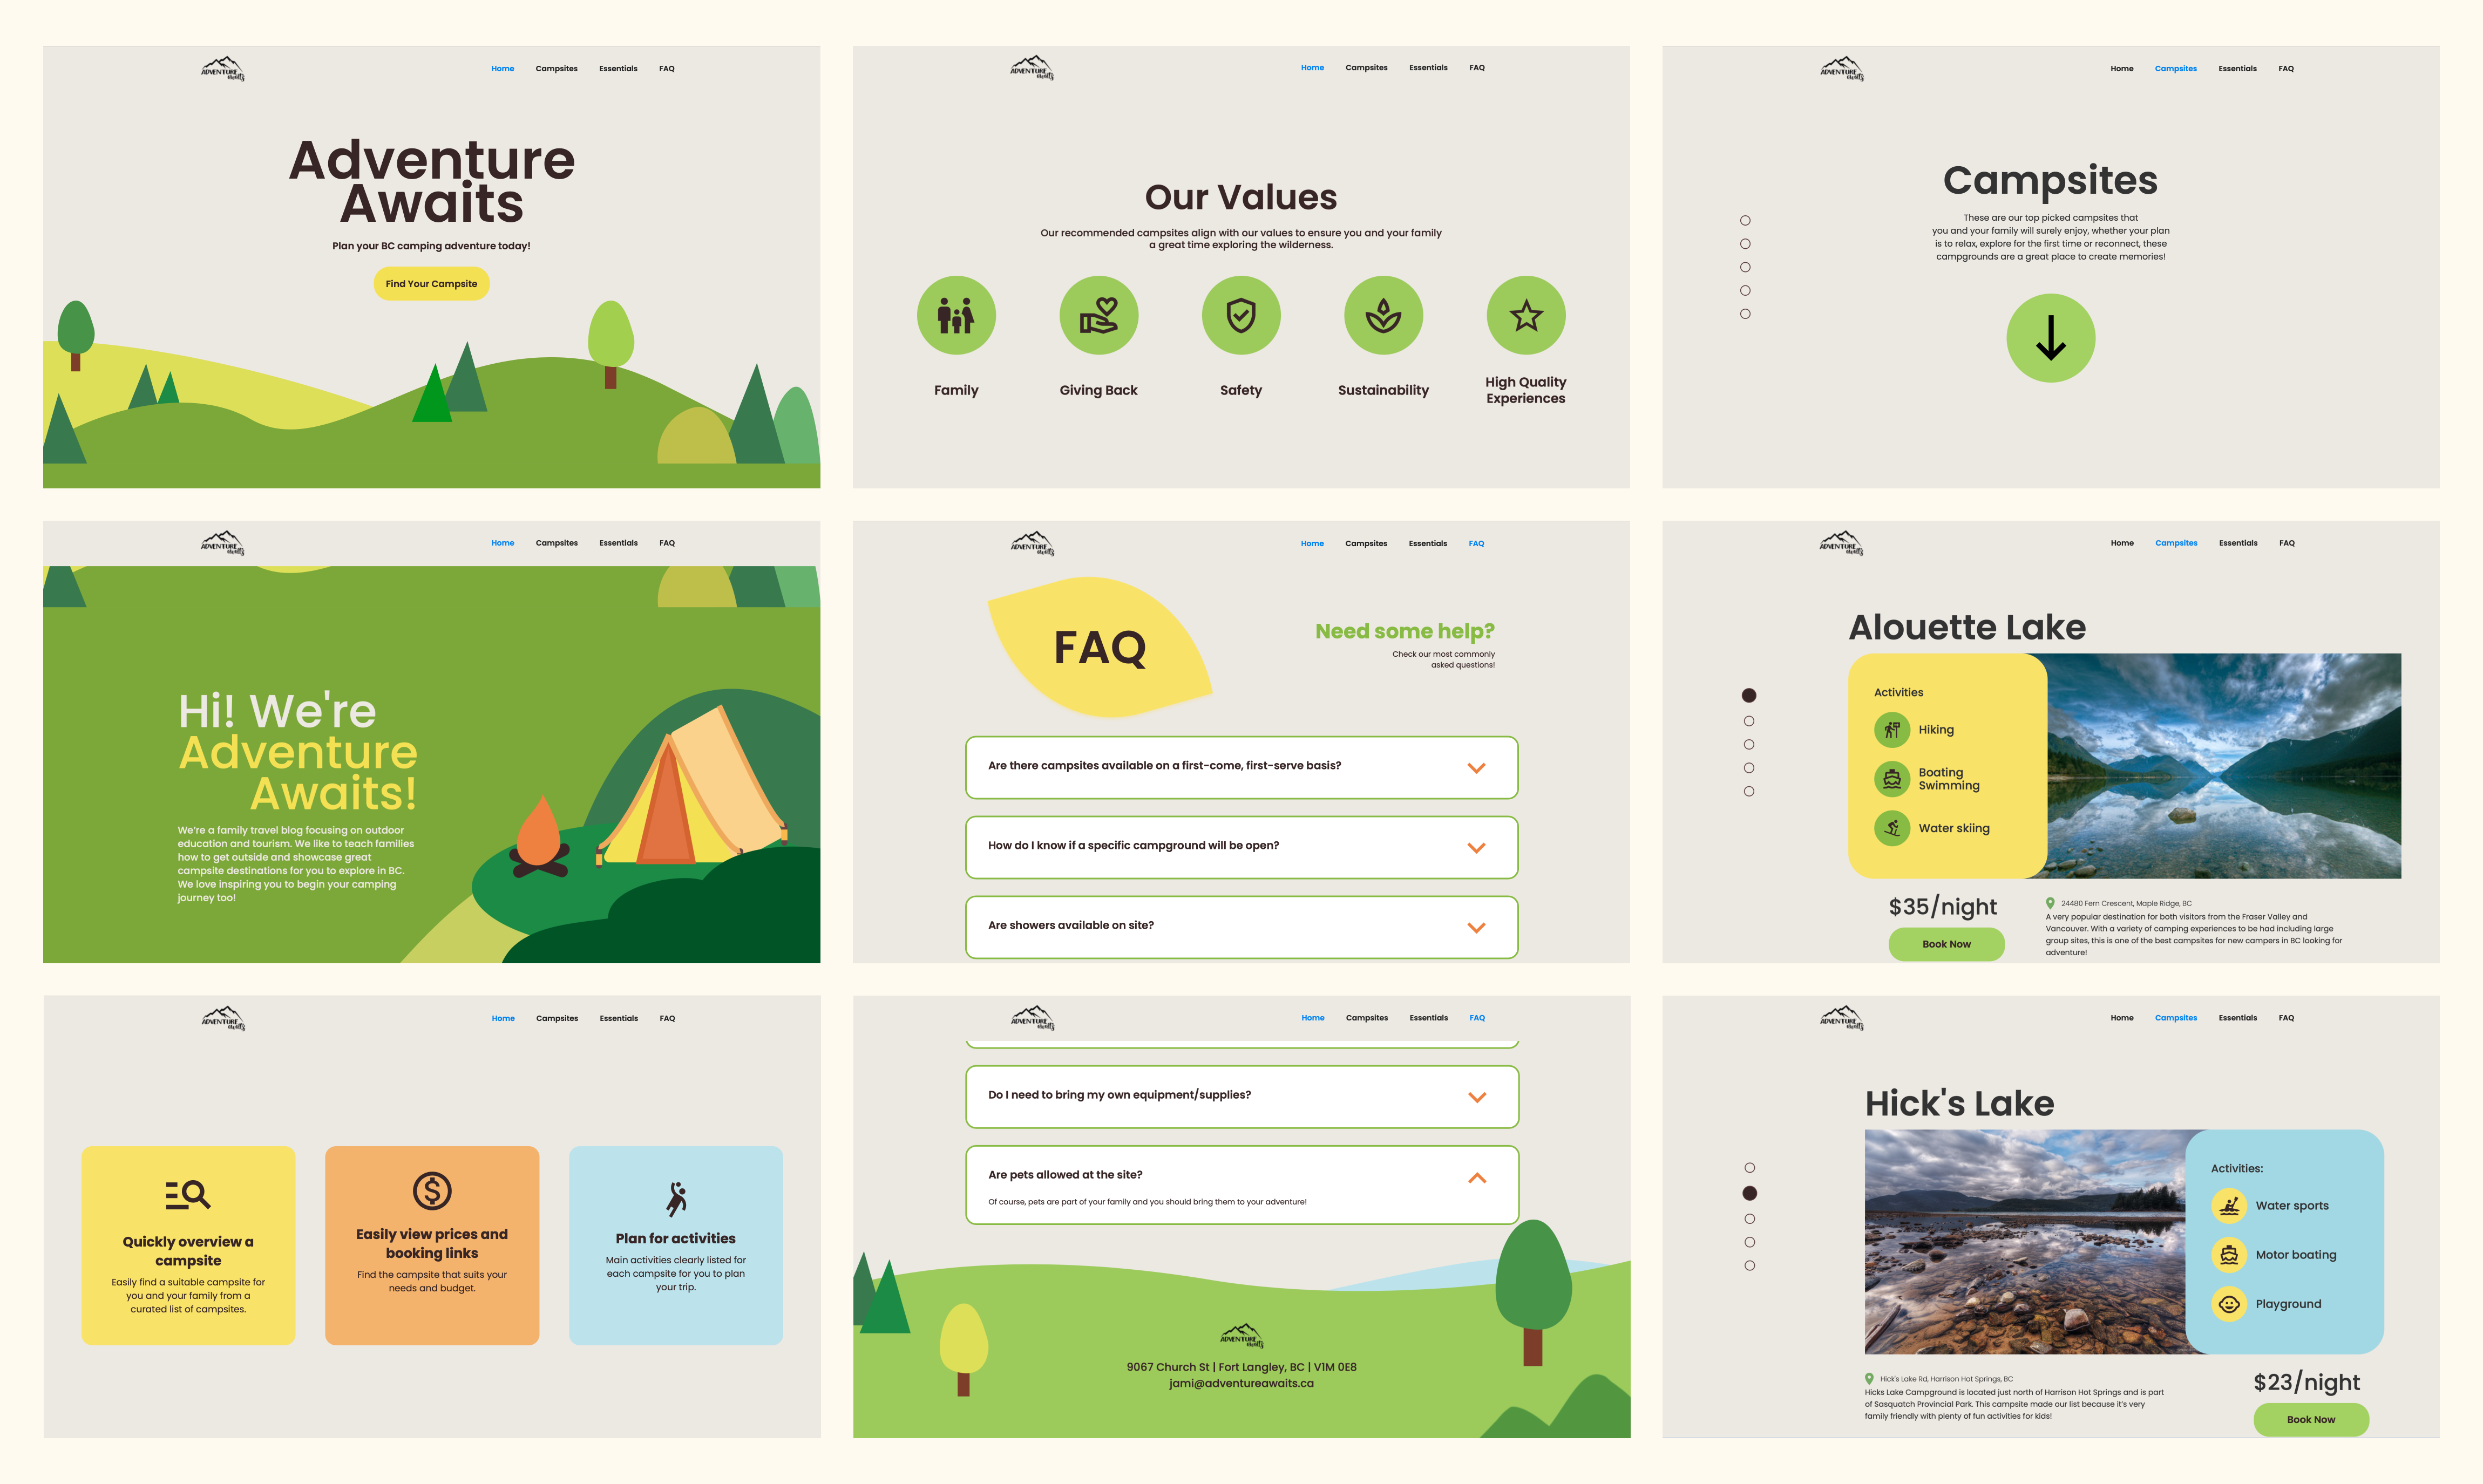 ADVENTURE
awaits
Home Campsites Essentials FAQ
Adventure
Awaits
Plan your BC camping adventure today!
Find Your Campsite
ADVENTURE
awaits
Home Campsites Essentials FAQ
Our Values
Our recommended campsites align with our values to ensure you and your family
a great time exploring the wilderness.
Family
Giving Back
Safety
Sustainability
High Quality
Experiences
ADVENTURE
awaits
Home Campsites Essentials FAQ
Campsites
These are our top picked campsites that
you and your family will surely enjoy, whether your plan
is to relax, explore for the first time or reconnect, these
campgrounds are a great place to create memories!
ADVENTURE
awaits
Home Campsites Essentials FAQ
Hi! We're
Adventure
Awaits!
We're a family travel blog focusing on outdoor
education and tourism. We like to teach families
how to get outside and showcase great
campsite destinations for you to explore in BC.
We love inspiring you to begin your camping
journey too!
ADVENTURE
awaits
Home Campsites Essentials FAQ
FAQ
Need some help?
Check our most commonly
asked questions!
Are there campsites available on a first-come, first-serve basis?
How do I know if a specific campground will be open?
Are showers available on site?
ADVENTURE
awaits
Home Campsites Essentials FAQ
Alouette Lake
Activities
Hiking
Boating
Swimming
Water skiing
$35/night
Book Now
24480 Fern Crescent, Maple Ridge, BC
A very popular destination for both visitors from the Fraser Valley and
Vancouver. With a variety of camping experiences to be had including large
group sites, this is one of the best campsites for new campers in BC looking for
adventure!
ADVENTURE
awaits
Home Campsites Essentials FAQ
Quickly overview a
campsite
Easily find a suitable campsite for
you and your family from a
curated list of campsites.
Easily view prices and
booking links
Find the campsite that suits your
needs and budget.
Plan for activities
Main activities clearly listed for
each campsite for you to plan
your trip.
ADVENTURE
awaits
Home Campsites Essentials FAQ
Do I need to bring my own equipment/supplies?
Are pets allowed at the site?
Of course, pets are part of your family and you should bring them to your adventure!
ADVENTURE
awaits
9067 Church St | Fort Langley, BC | V1M 0E8
jami@adventureawaits.ca
ADVENTURE
awaits
Home Campsites Essentials FAQ
Hick's Lake
Activities:
Water sports
Motor boating
Playground
Hick's Lake Rd, Harrison Hot Springs, BC
Hicks Lake Campground is located just north of Harrison Hot Springs and is part
of Sasquatch Provincial Park. This campsite made our list because it's very
family friendly with plenty of fun activities for kids!
$23/night
Book Now